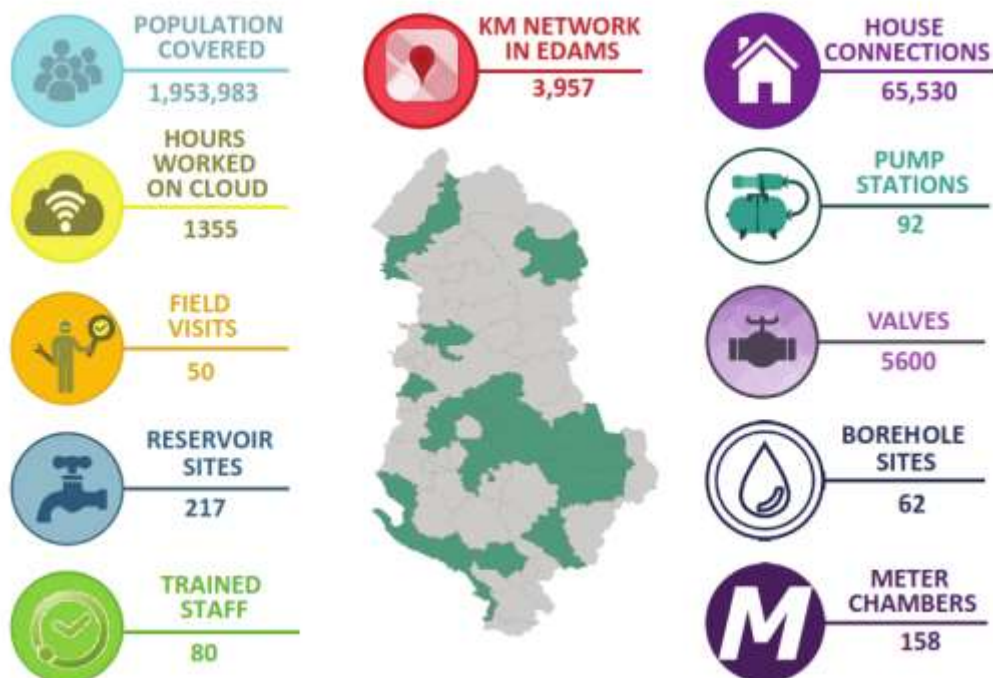 POPULATION
COVERED
1,953,983
HOURS
WORKED
ON CLOUD
1355
FIELD
VISITS
50
RESERVOIR
SITES
217
TRAINED
STAFF
80
KM NETWORK
IN EDAMS
3,957
HOUSE
CONNECTIONS
65,530
PUMP
STATIONS
92
VALVES
5600
BOREHOLE
SITES
62
M
METER
CHAMBERS
158